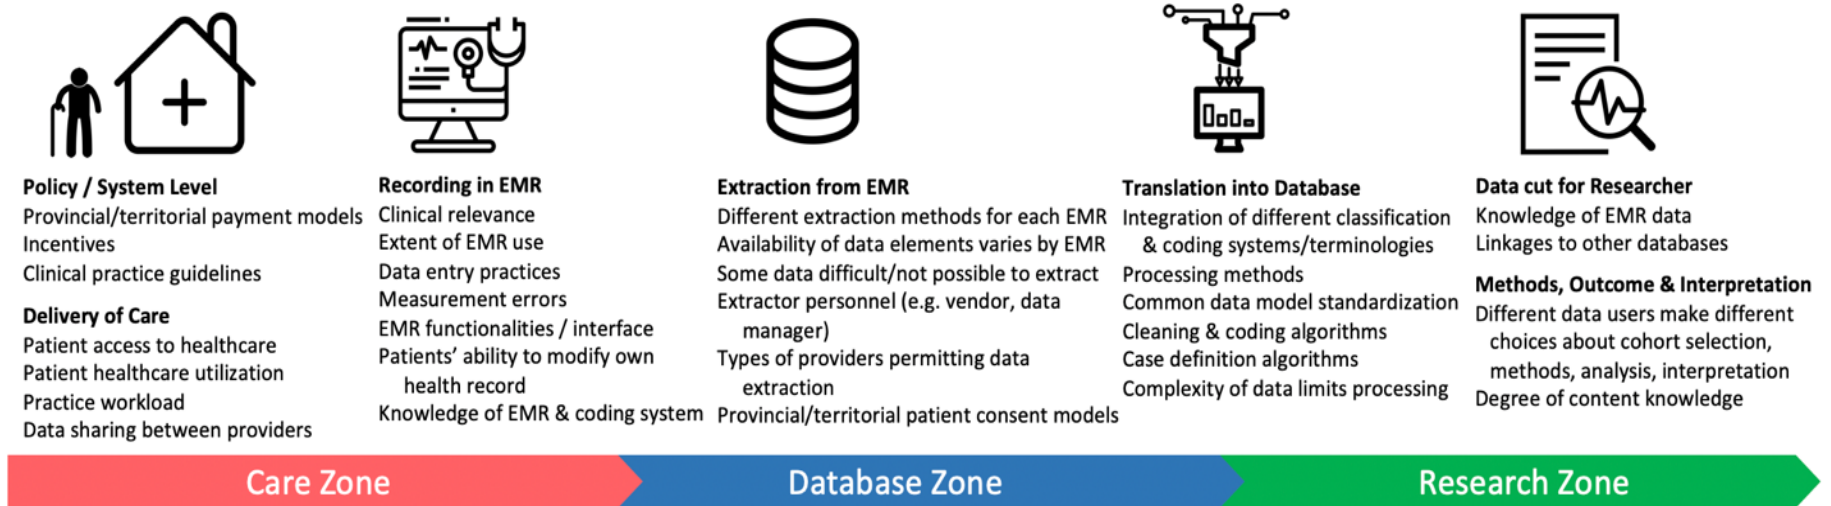 Policy / System Level
Provincial/territorial payment models
Incentives
Clinical practice guidelines
Delivery of Care
Patient access to healthcare
Patient healthcare utilization
Practice workload
Data sharing between providers
Recording in EMR
Clinical relevance
Extent of EMR use
Data entry practices
Measurement errors
EMR functionalities / interface
Patients' ability to modify own
health record
Knowledge of EMR & coding system
Extraction from EMR
Different extraction methods for each EMR
Availability of data elements varies by EMR
Some data difficult/not possible to extract
Extractor personnel (e.g. vendor, data
manager)
Types of providers permitting data
extraction
Provincial/territorial patient consent models
Translation into Database
Integration of different classification
& coding systems/terminologies
Processing methods
Common data model standardization
Cleaning & coding algorithms
Case definition algorithms
Complexity of data limits processing
Data cut for Researcher
Knowledge of EMR data
Linkages to other databases
Methods, Outcome & Interpretation
Different data users make different
choices about cohort selection,
methods, analysis, interpretation
Degree of content knowledge
Care Zone
Database Zone
Research Zone